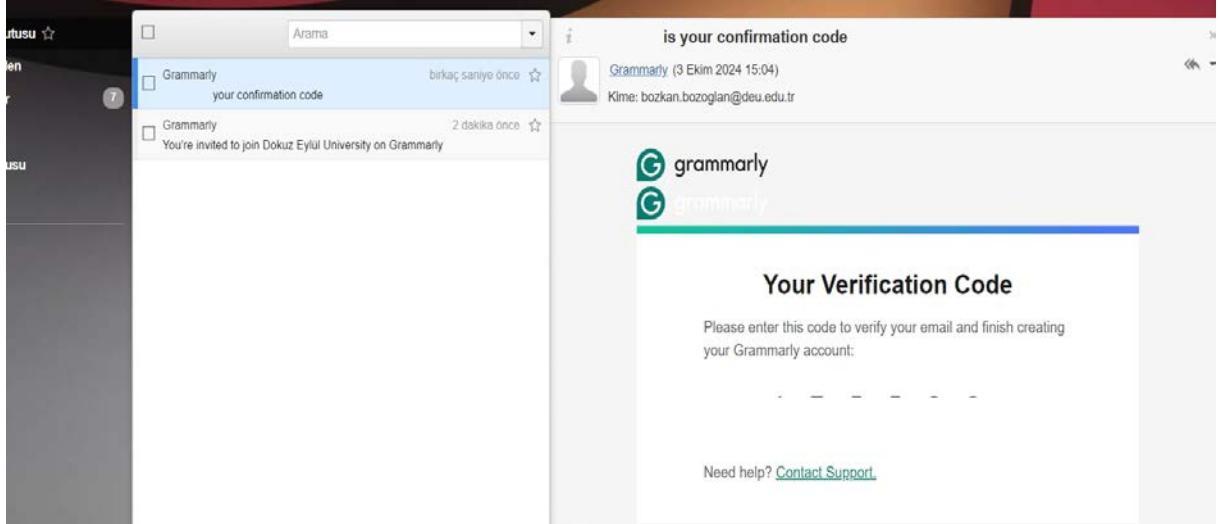 utusu
7
usu
Arama
Grammarly
birkaç saniye önce
your confirmation code
Grammarly
2 dakika önce
You're invited to join Dokuz Eylül University on Grammarly
is your confirmation code
Grammarly (3 Ekim 2024 15:04)
Kime: bozkan.bozoglan@deu.edu.tr
grammarly
grammarly
Your Verification Code
Please enter this code to verify your email and finish creating
your Grammarly account:
Need help? Contact Support.